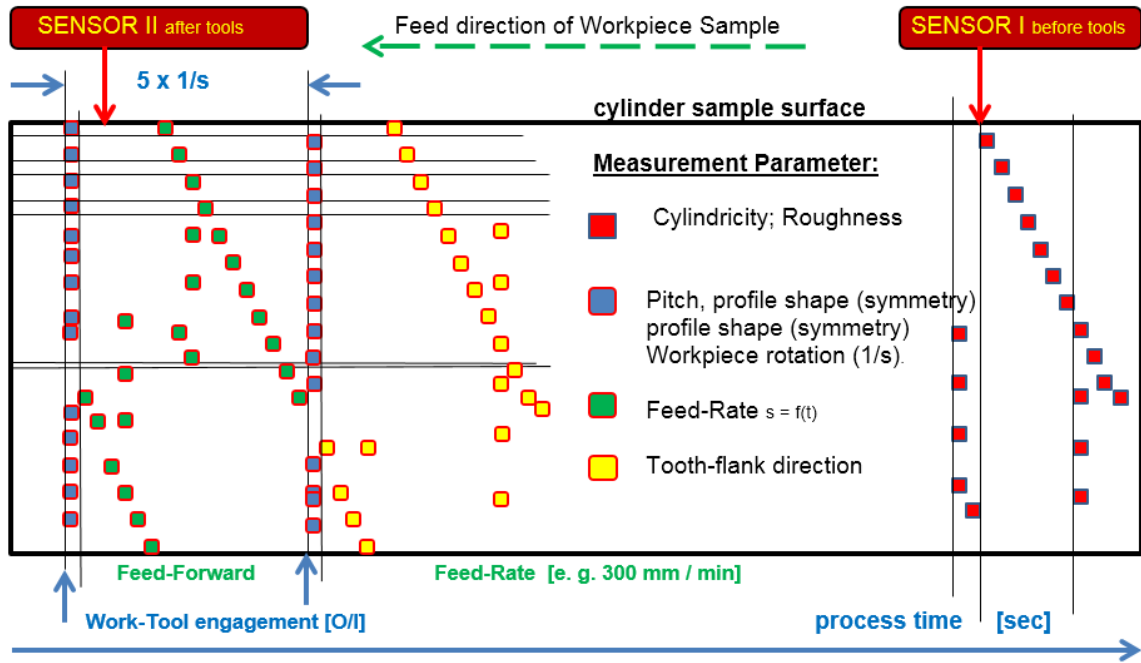 SENSOR II after tools
Feed direction of Workpiece Sample
SENSOR I before tools
5 x 1/s
cylinder sample surface
Measurement Parameter:
Cylindricity; Roughness
Pitch, profile shape (symmetry)
profile shape (symmetry)
Workpiece rotation (1/s).
Feed-Rate s = f(t)
Tooth-flank direction
Feed-Forward
Feed-Rate [e. g. 300 mm / min]
Work-Tool engagement [O/I]
process time [sec]